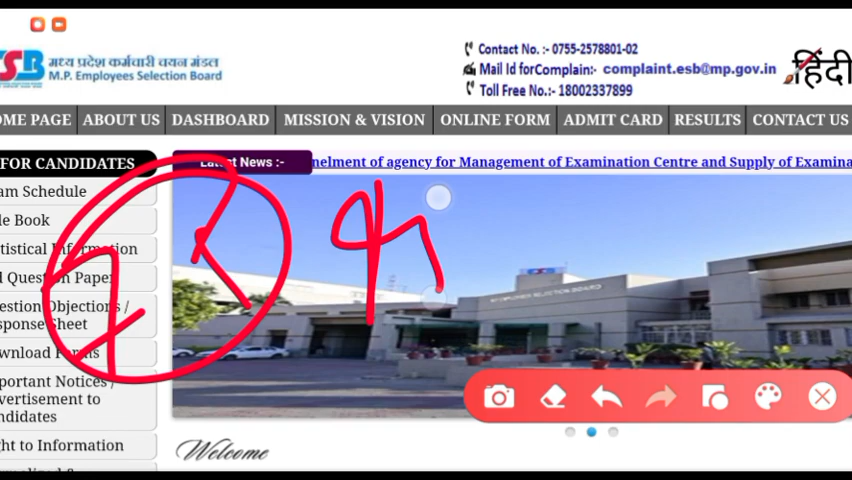 मध्य प्रदेश कर्मचारी चयन मंडल
M.P. Employees Selection Board
Contact No. :- 0755-2578801-02
Mail Id forComplain:- complaint.esb@mp.gov.in
Toll Free No.:- 18002337899
हिंदी
OME PAGE
ABOUT US
DASHBOARD
MISSION & VISION
ONLINE FORM
ADMIT CARD
RESULTS
CONTACT US
FOR CANDIDATES
Latest News :-
nelment of agency for Management of Examination Centre and Supply of Examina
am Schedule
le Book
tistical Information
d Question Paper
estion Objections /
sponse Sheet
wnload Forms
portant Notices /
vertisement to
ndidates
ght to Information
Welcome